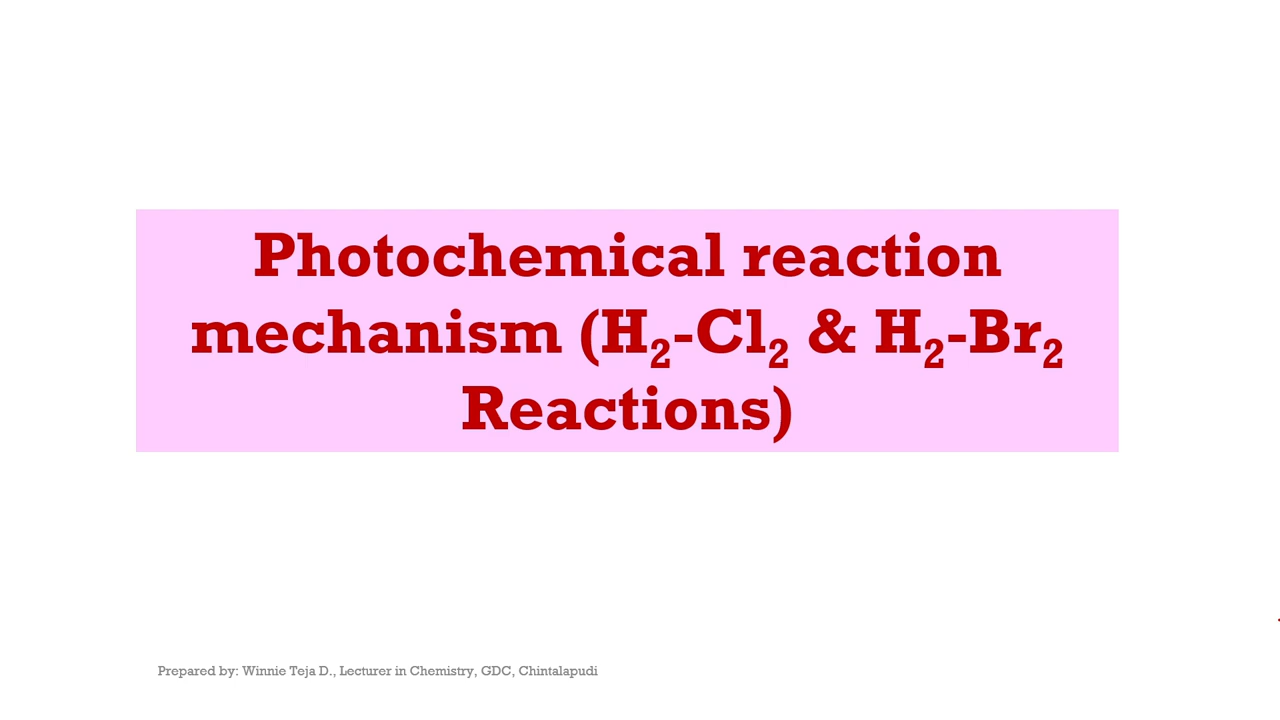 Photochemical reaction
mechanism (H₂-Cl₂ & H₂-Br₂
Reactions)
Prepared by: Winnie Teja D., Lecturer in Chemistry, GDC, Chintalapudi